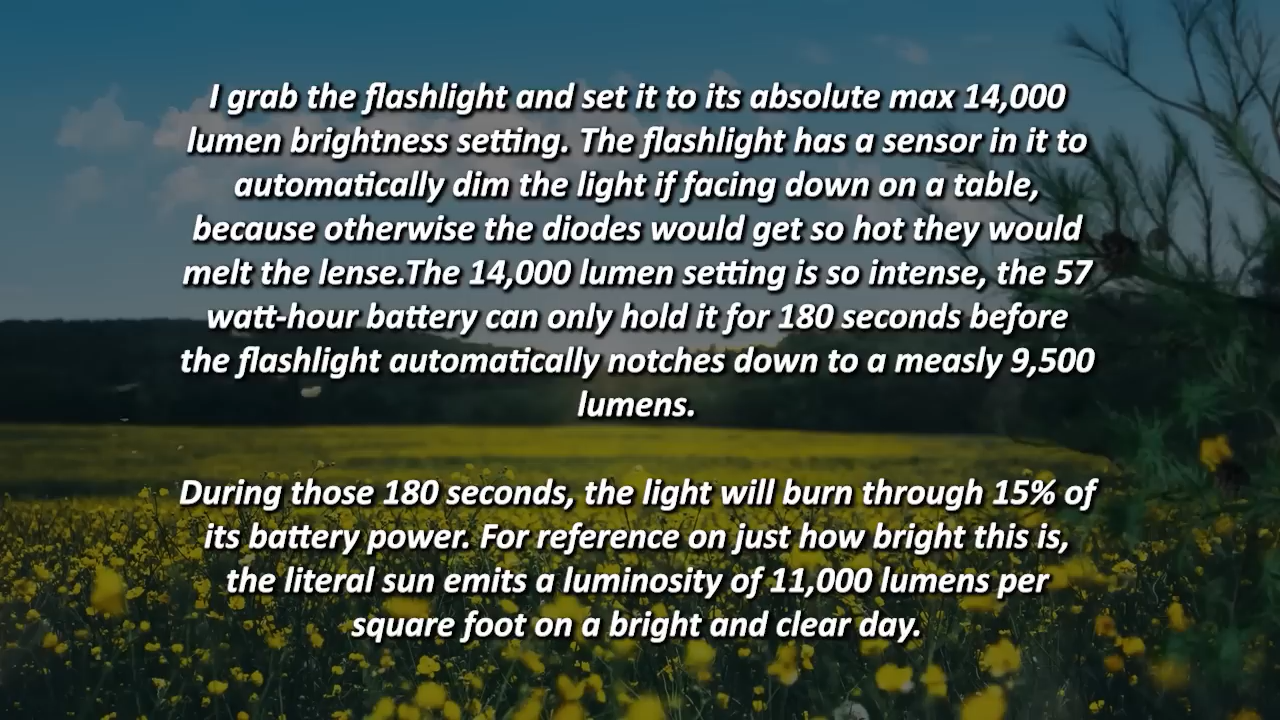 I grab the flashlight and set it to its absolute max 14,000
lumen brightness setting. The flashlight has a sensor in it to
automatically dim the light if facing down on a table,
because otherwise the diodes would get so hot they would
melt the lense.The 14,000 lumen setting is so intense, the 57
watt-hour battery can only hold it for 180 seconds before
the flashlight automatically notches down to a measly 9,500
lumens.
During those 180 seconds, the light will burn through 15% of
its battery power. For reference on just how bright this is,
the literal sun emits a luminosity of 11,000 lumens per
square foot on a bright and clear day.